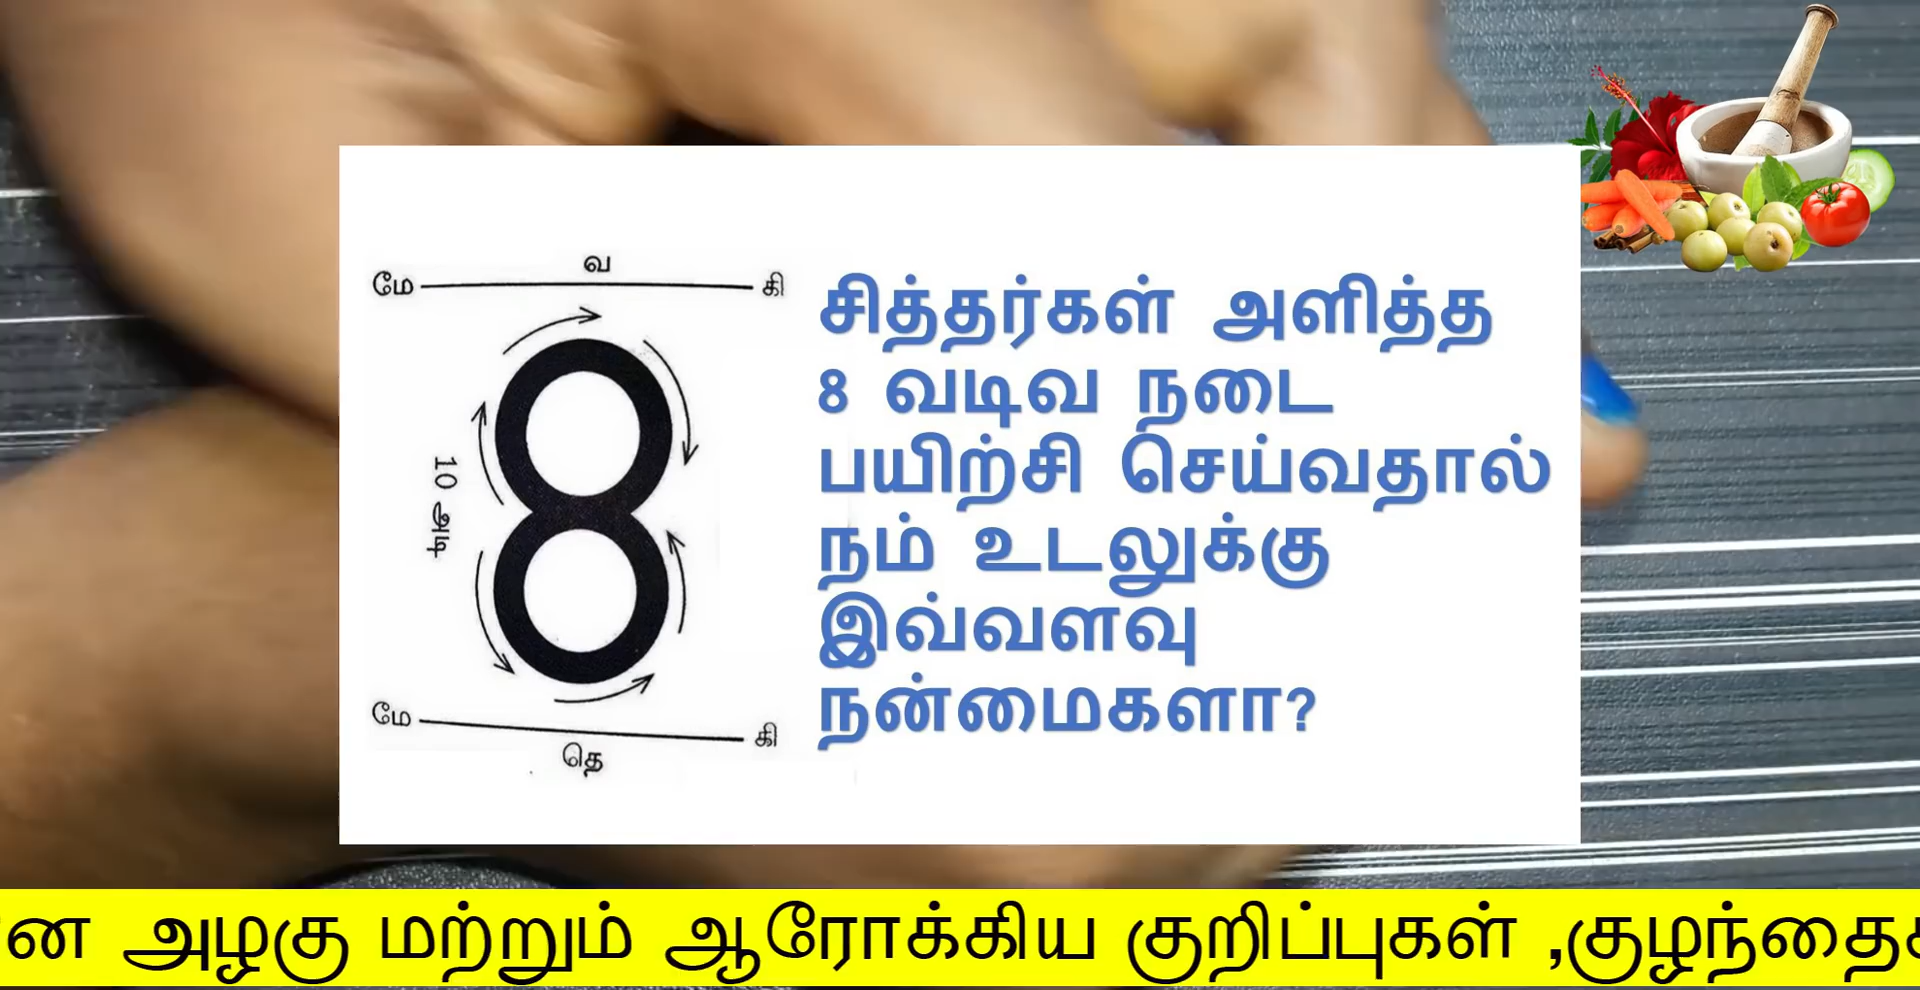 வ
மே கி
10 அடி
மே கி
தெ
சித்தர்கள் அளித்த
8 வடிவ நடை
பயிற்சி செய்வதால்
நம் உடலுக்கு
இவ்வளவு
நன்மைகளா?
அழகு மற்றும் ஆரோக்கிய குறிப்புகள் ,